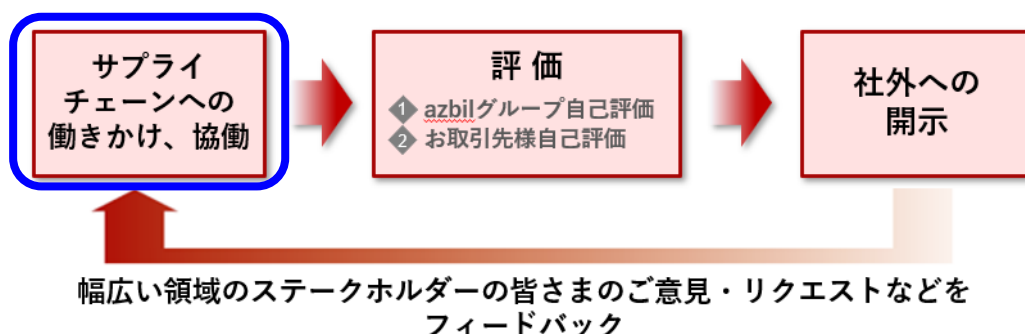 サプライ
チェーンへの
働きかけ、協働
評 価
1 azbilグループ自己評価
2 お取引先様自己評価
社外への
開示
幅広い領域のステークホルダーの皆さまのご意見・リクエストなどを
フィードバック